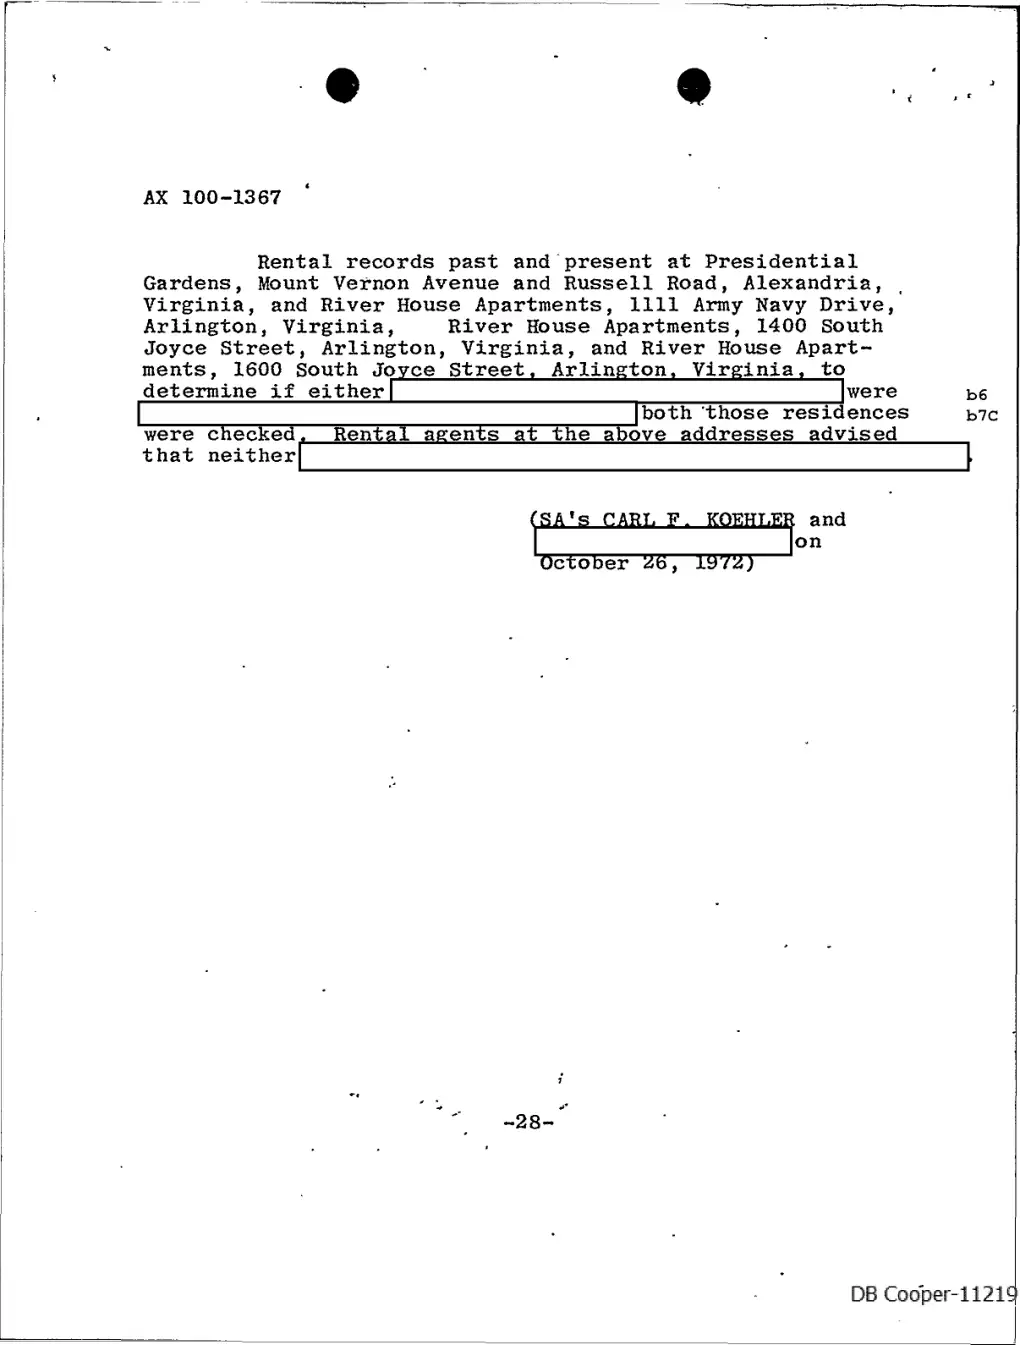 AX 100-1367
Rental records past and present at Presidential
Gardens, Mount Vernon Avenue and Russell Road, Alexandria,
Virginia, and River House Apartments, 1111 Army Navy Drive,
Arlington, Virginia, River House Apartments, 1400 South
Joyce Street, Arlington, Virginia, and River House Apart-
ments, 1600 South Joyce Street, Arlington, Virginia, to
determine if either were b6
both those residences b7C
were checked. Rental agents at the above addresses advised
that neither .
(SA's CARL F. KOEHLER and
on
October 26, 1972)
-28-
DB Cooper-11219